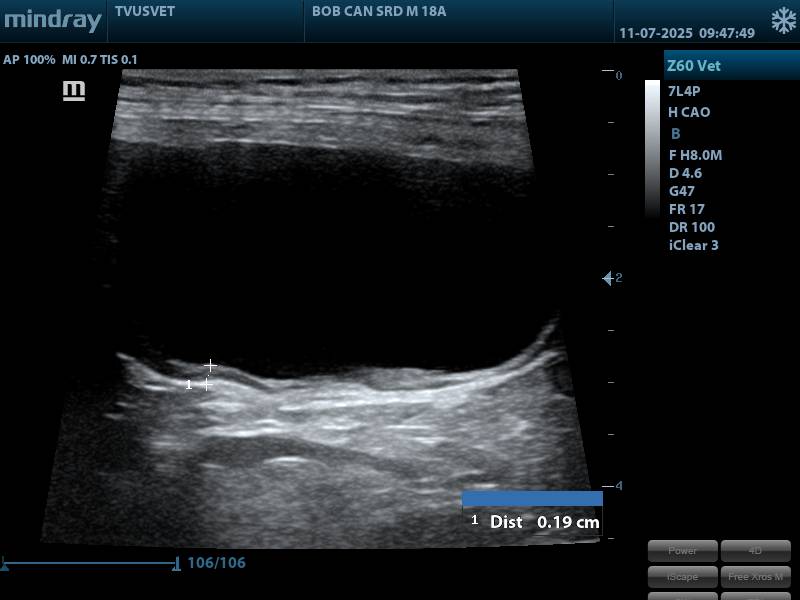 mindray
TVUSVET
BOB CAN SRD M 18A
11-07-2025 09:47:49
AP 100% MI 0.7 TIS 0.1
m
Z60 Vet
7L4P
H CAO
B
F H8.0M
D 4.6
G47
FR 17
DR 100
iClear 3
0
2
4
1
1 Dist 0.19 cm
106/106
Power
4D
iScape
Free Xros M